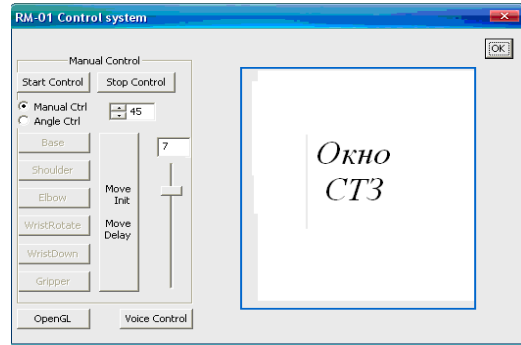 RM-01 Control system
OK
Manual Control
Start Control
Stop Control
Manual Ctrl
Angle Ctrl
45
Base
7
Shoulder
Elbow
Move
Init
WristRotate
Move
Delay
WristDown
Gripper
OpenGL
Voice Control
Окно
СТЗ